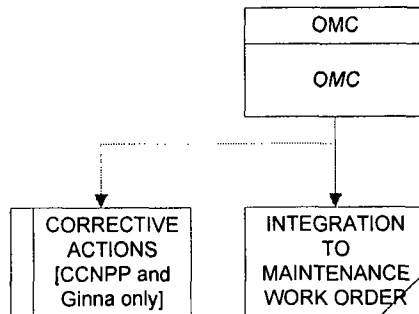 OMC
OMC
CORRECTIVE
ACTIONS
[CCNPP and
Ginna only]
INTEGRATION
TO
MAINTENANCE
WORK ORDER